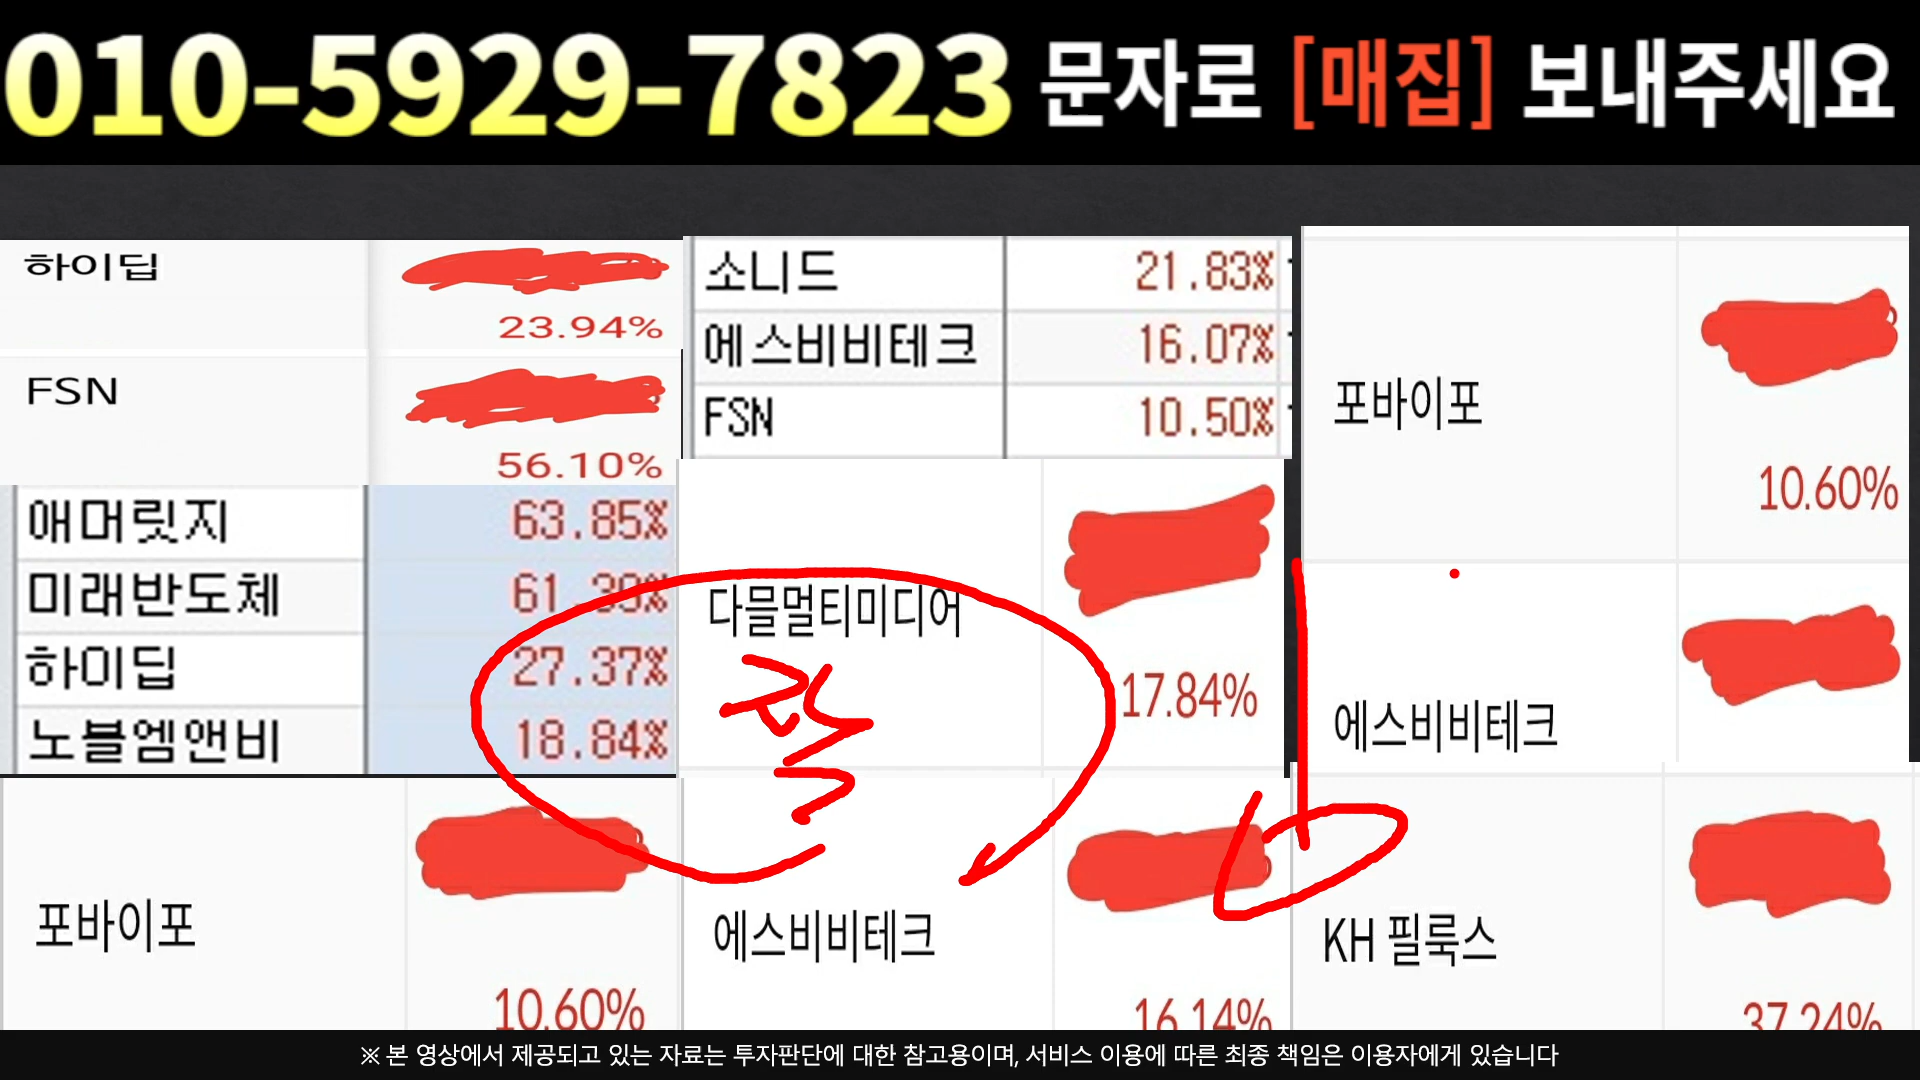 010-5929-7823 문자로 [매집] 보내주세요
하이딥
23.94%
FSN
56.10%
애머릿지 63.85%
미래반도체 61.39%
하이딥 27.37%
노블엠앤비 18.84%
소니드 21.83%
에스비비테크 16.07%
FSN 10.50%
다믈멀티미디어
17.84%
포바이포
10.60%
에스비비테크
포바이포
10.60%
에스비비테크
16.14%
KH 필룩스
37.24%
※ 본 영상에서 제공되고 있는 자료는 투자판단에 대한 참고용이며, 서비스 이용에 따른 최종 책임은 이용자에게 있습니다